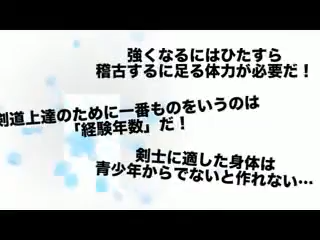 強くなるにはひたすら
稽古するに足る体力が必要だ！
剣道上達のために一番ものをいうのは
「経験年数」だ！
剣士に適した身体は
青少年からでないと作れない…